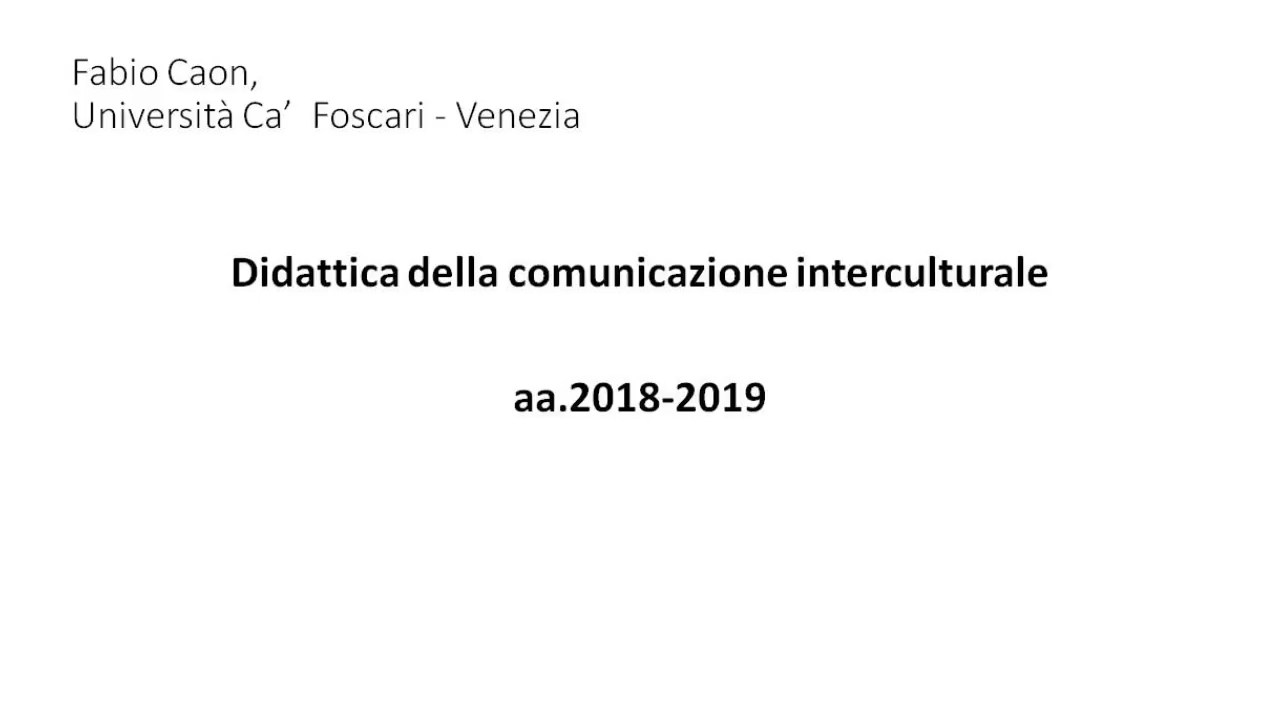 Fabio Caon,
Università Ca’ Foscari - Venezia
Didattica della comunicazione interculturale
aa.2018-2019